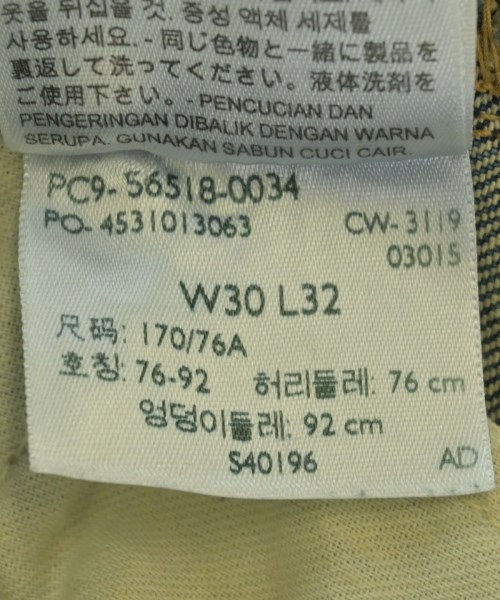 옷을 뒤집을 것. 중성 액체 세제를
사용하세요. - 同じ色物と一緒に製品を
裏返して洗ってください。液体洗剤を
ご使用下さい。- PENCUCIAN DAN
PENGERINGAN DIBALIK DENGAN WARNA
SERUPA. GUNAKAN SABUN CUCI CAIR.
PC9- 56518-0034
PO- 4531013063 CW- 3119
03015
W30 L32
尺码: 170/76A
호칭: 76-92 허리둘레: 76 cm
엉덩이둘레: 92 cm
S40196 AD